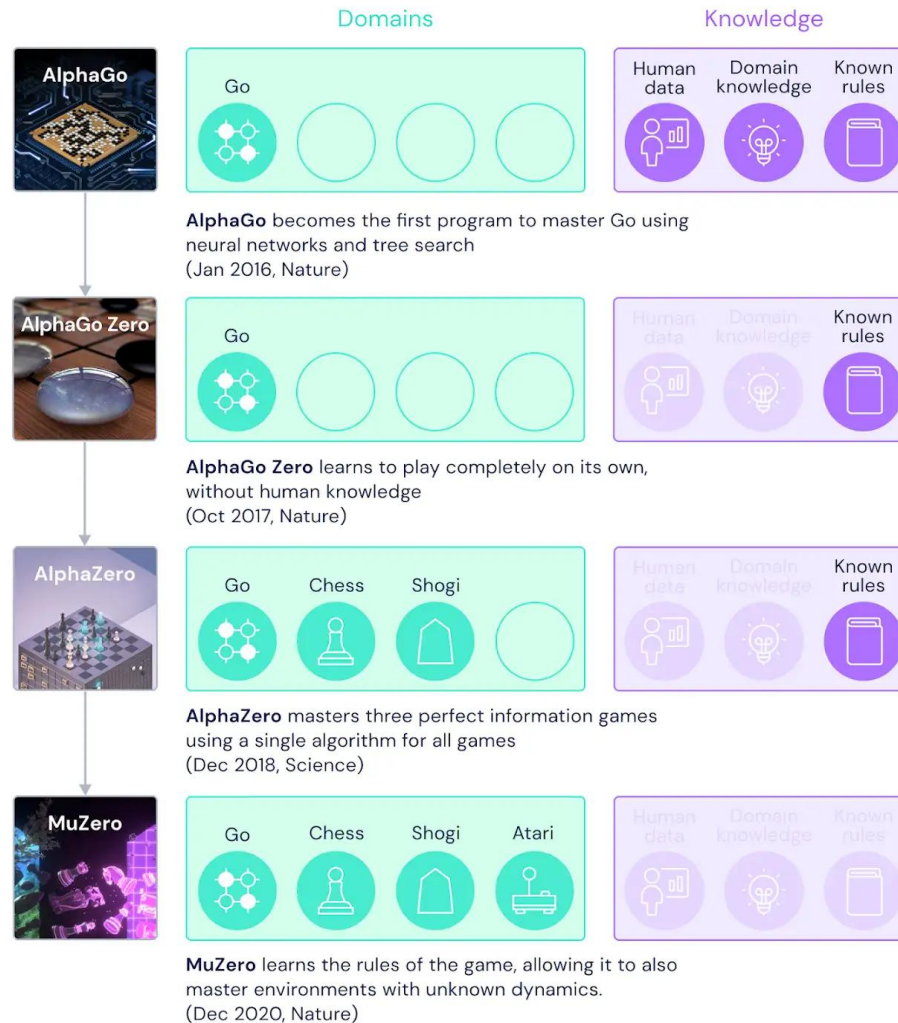 Domains
Knowledge
AlphaGo
Go
Human data
Domain knowledge
Known rules
AlphaGo becomes the first program to master Go using
neural networks and tree search
(Jan 2016, Nature)
AlphaGo Zero
Go
Human data
Domain knowledge
Known rules
AlphaGo Zero learns to play completely on its own,
without human knowledge
(Oct 2017, Nature)
AlphaZero
Go
Chess
Shogi
Human data
Domain knowledge
Known rules
AlphaZero masters three perfect information games
using a single algorithm for all games
(Dec 2018, Science)
MuZero
Go
Chess
Shogi
Atari
Human data
Domain knowledge
Known rules
MuZero learns the rules of the game, allowing it to also
master environments with unknown dynamics.
(Dec 2020, Nature)